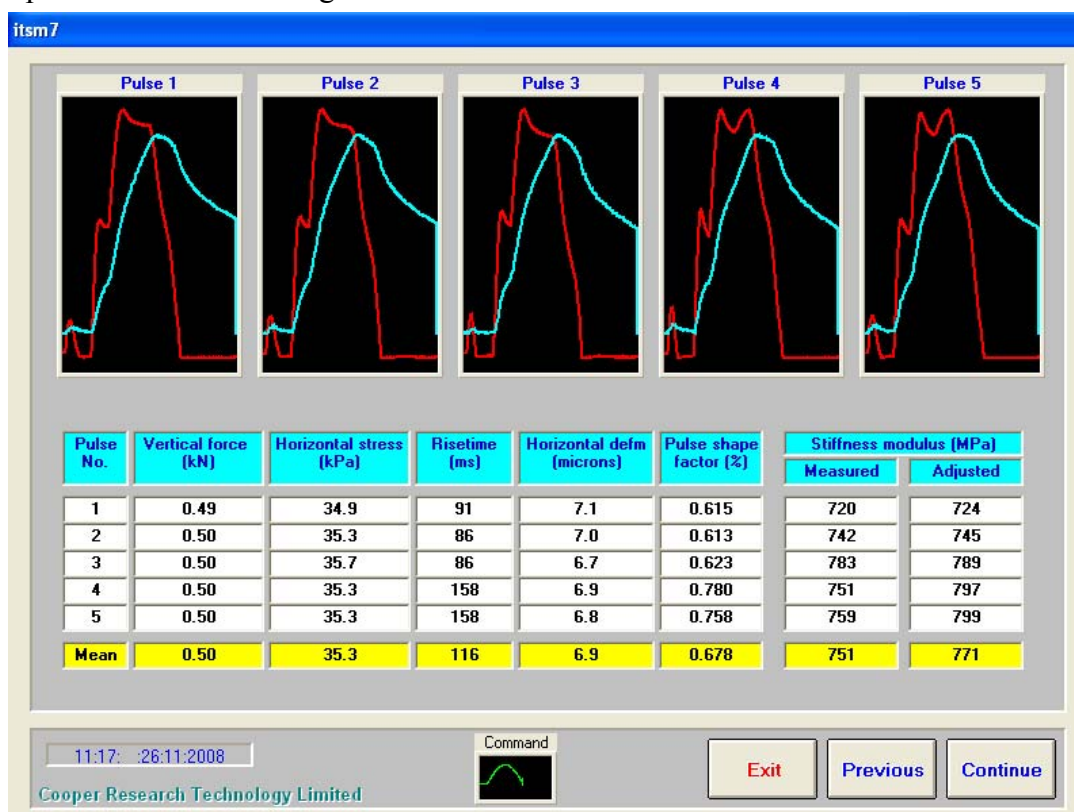 itsm7
Pulse 1 Pulse 2 Pulse 3 Pulse 4 Pulse 5
Pulse No. Vertical force (kN) Horizontal stress (kPa) Risetime (ms) Horizontal defm (microns) Pulse shape factor (%) Stiffness modulus (MPa)
Measured Adjusted
1 0.49 34.9 91 7.1 0.615 720 724
2 0.50 35.3 86 7.0 0.613 742 745
3 0.50 35.7 86 6.7 0.623 783 789
4 0.50 35.3 158 6.9 0.780 751 797
5 0.50 35.3 158 6.8 0.758 759 799
Mean 0.50 35.3 116 6.9 0.678 751 771
11:17: :26:11:2008
Command
Exit Previous Continue
Cooper Research Technology Limited